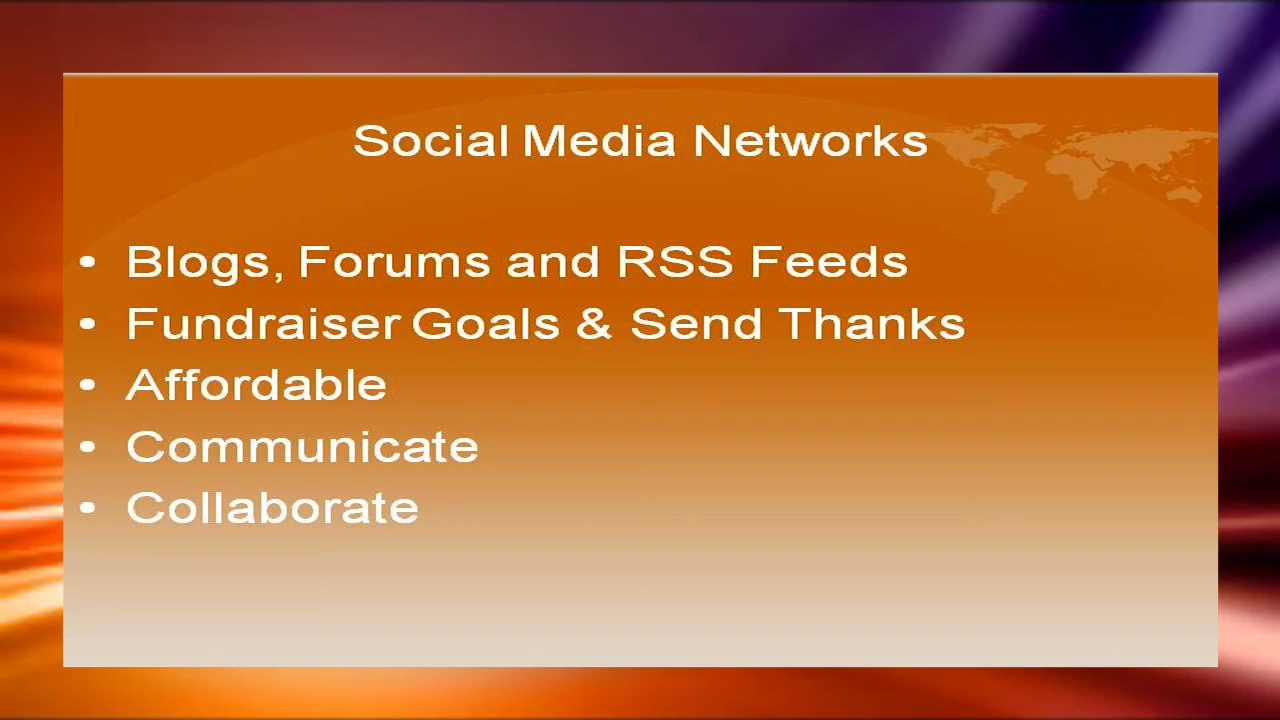 Social Media Networks
• Blogs, Forums and RSS Feeds
• Fundraiser Goals & Send Thanks
• Affordable
• Communicate
• Collaborate